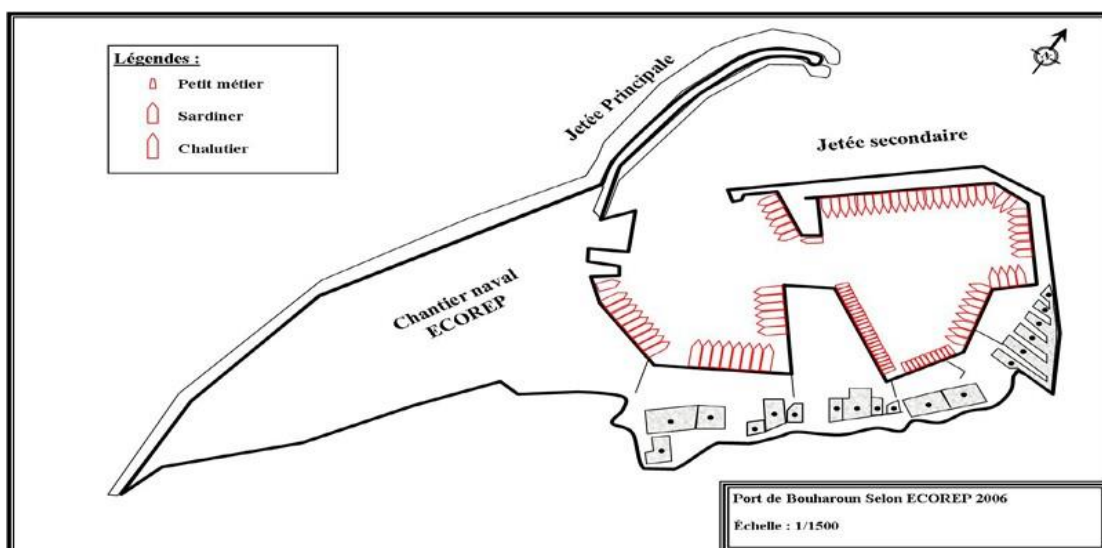 Légendes :
Petit métier
Sardiner
Chalutier
Jetée Principale
Jetée secondaire
Chantier naval
ECOREP
Port de Bouharoun Selon ECOREP 2006
Échelle : 1/1500